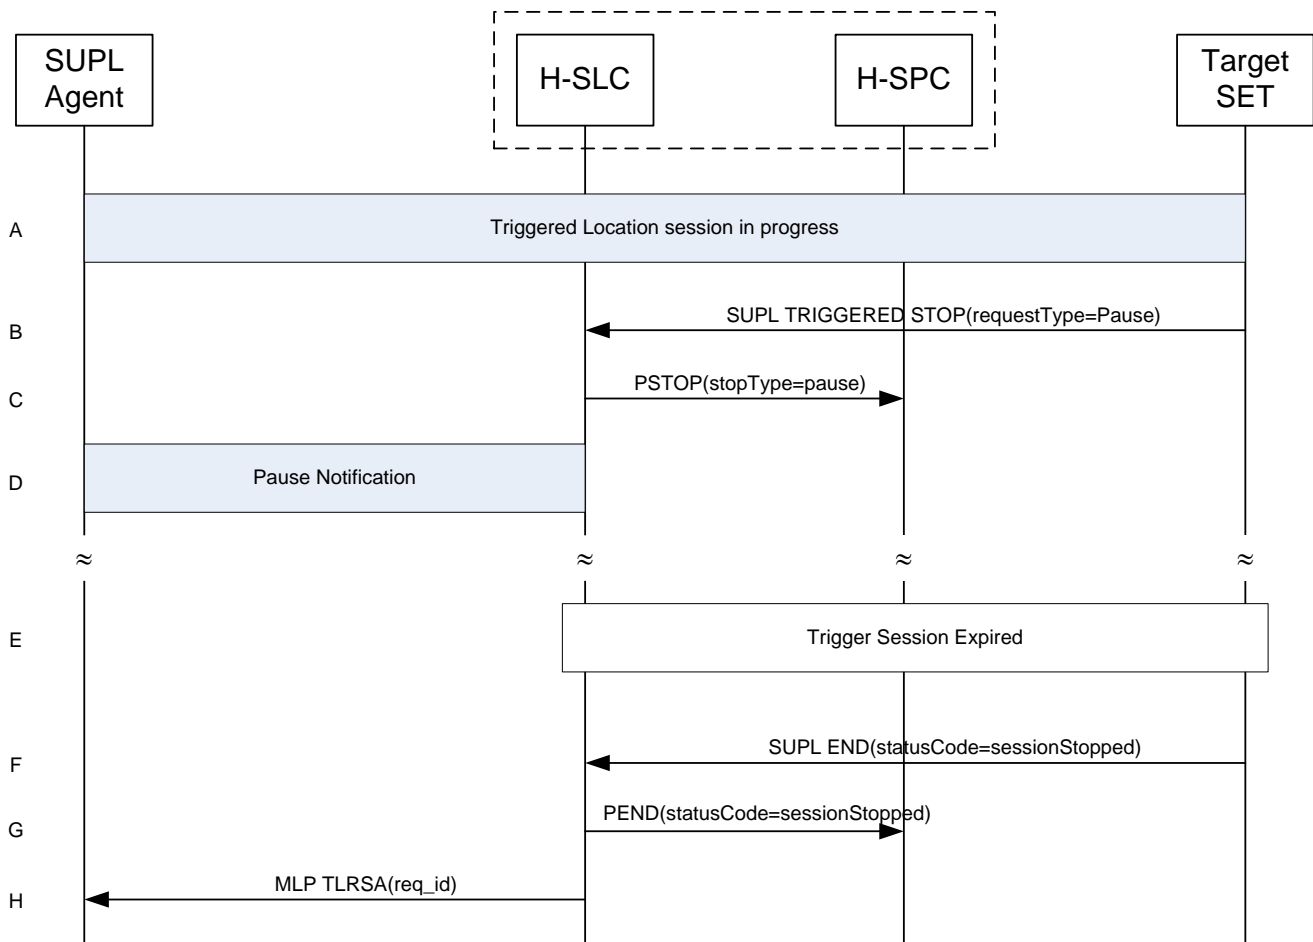 SUPL
Agent
H-SLC
H-SPC
Target
SET
A
Triggered Location session in progress
B
SUPL TRIGGERED STOP(requestType=Pause)
C
PSTOP(stopType=pause)
D
Pause Notification
≈ ≈ ≈ ≈
E
Trigger Session Expired
F
SUPL END(statusCode=sessionStopped)
G
PEND(statusCode=sessionStopped)
H
MLP TLRSA(req_id)